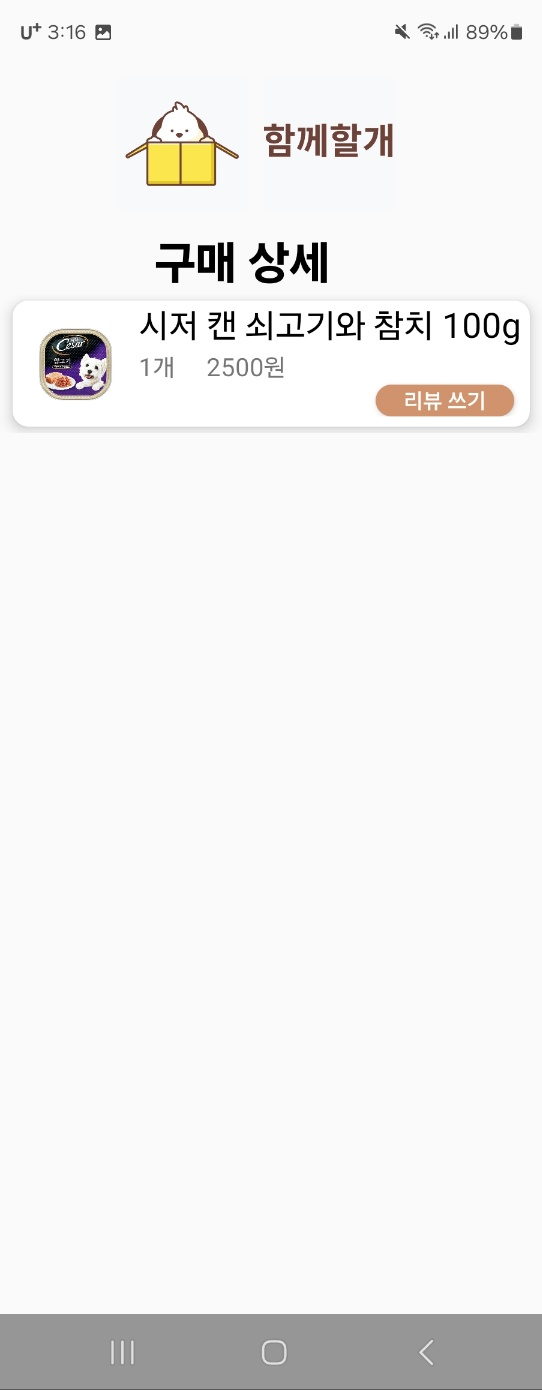 U+ 3:16 89%
함께할개
구매 상세
시저 캔 쇠고기와 참치 100g
Cesar
1개 2500원
리뷰 쓰기